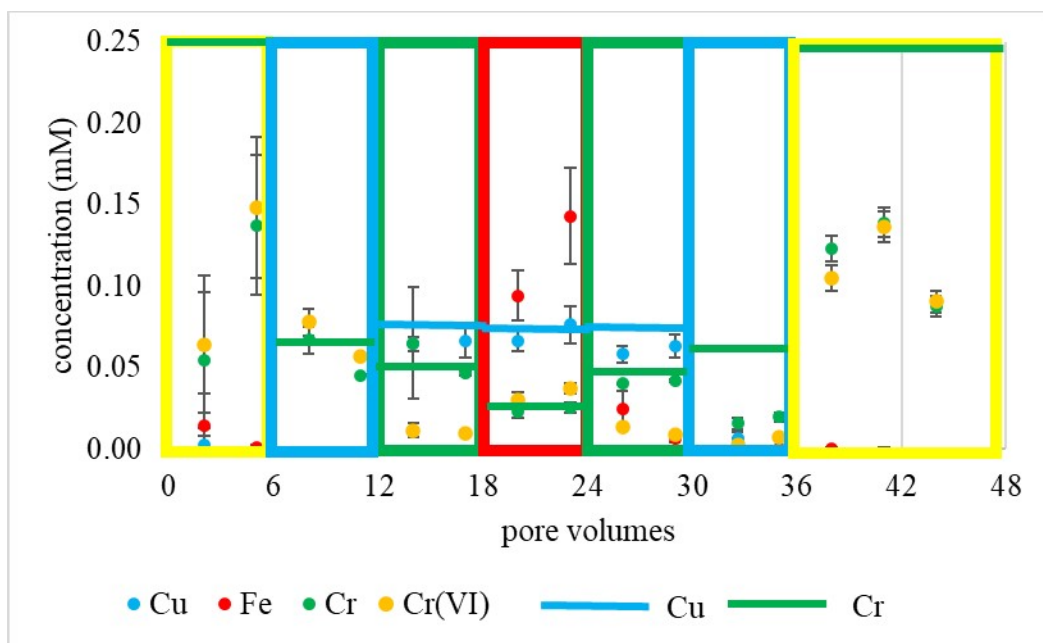 0.25
0.20
0.15
0.10
0.05
0.00
concentration (mM)
0 6 12 18 24 30 36 42 48
pore volumes
Cu Fe Cr Cr(VI) Cu Cr